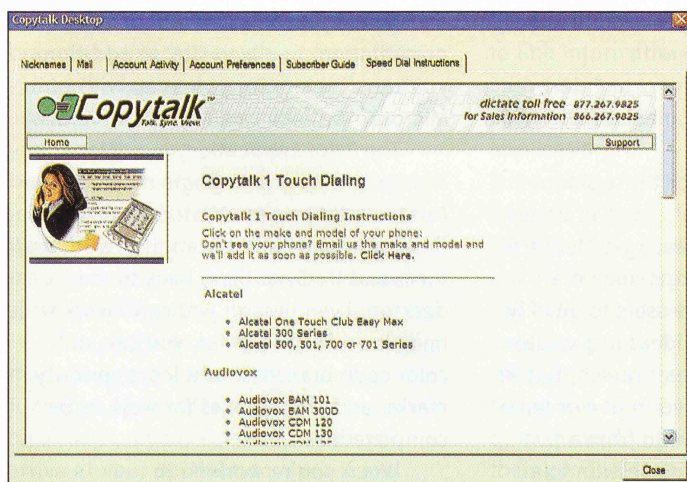 Copytalk Desktop
Nicknames | Mail | Account Activity | Account Preferences | Subscriber Guide | Speed Dial Instructions
Copytalk™
Talk. Sync. View.
dictate toll free 877.267.9825
for Sales Information 866.267.9825
Home
Support
Copytalk 1 Touch Dialing
Copytalk 1 Touch Dialing Instructions
Click on the make and model of your phone:
Don't see your phone? Email us the make and model and
we'll add it as soon as possible. Click Here.
Alcatel
Alcatel One Touch Club Easy Max
Alcatel 300 Series
Alcatel 500, 501, 700 or 701 Series
Audiovox
Audiovox BAM 101
Audiovox BAM 300D
Audiovox CDM 120
Audiovox CDM 130
Close